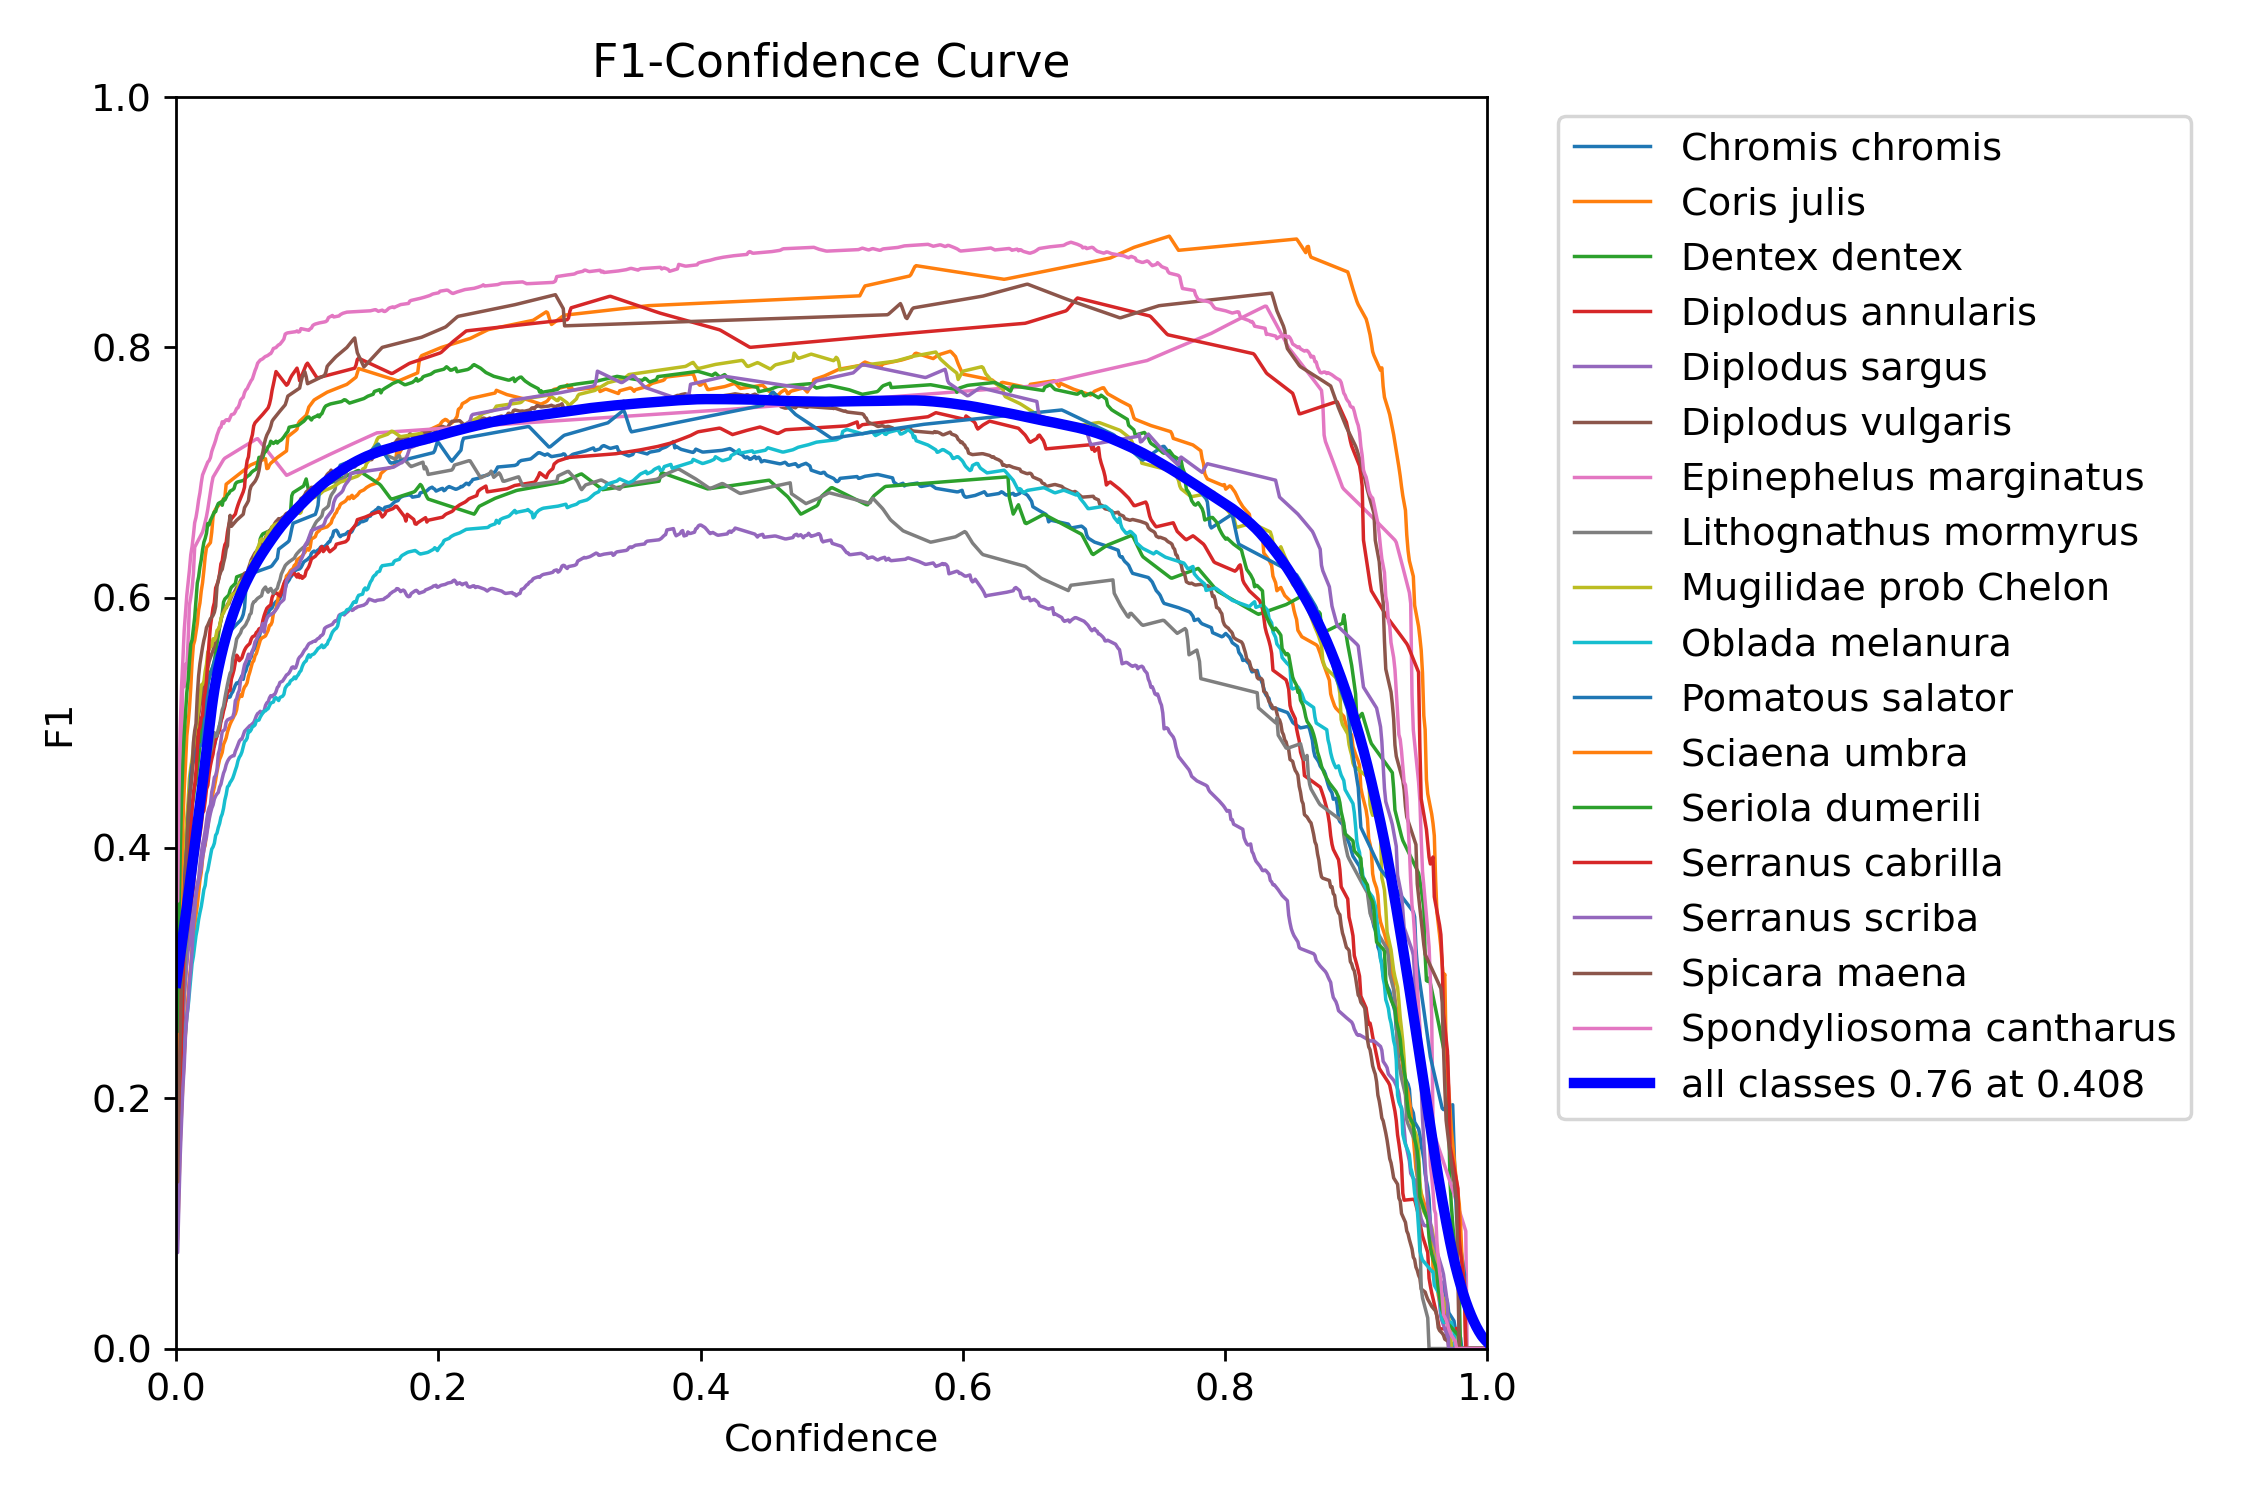 F1-Confidence Curve
1.0
0.8
0.6
0.4
0.2
0.0
F1
0.0 0.2 0.4 0.6 0.8 1.0
Confidence
Chromis chromis
Coris julis
Dentex dentex
Diplodus annularis
Diplodus sargus
Diplodus vulgaris
Epinephelus marginatus
Lithognathus mormyrus
Mugilidae prob Chelon
Oblada melanura
Pomatous salator
Sciaena umbra
Seriola dumerili
Serranus cabrilla
Serranus scriba
Spicara maena
Spondyliosoma cantharus
all classes 0.76 at 0.408